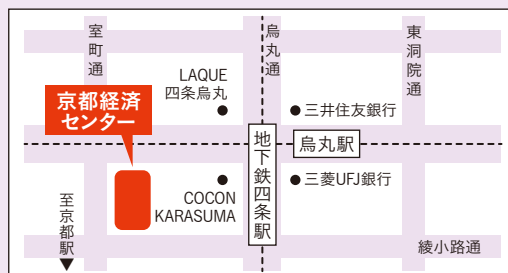 室町通
烏丸通
東洞院通
LAQUE
四条烏丸
京都経済
センター
三井住友銀行
地下鉄四条駅
烏丸駅
三菱UFJ銀行
COCON
KARASUMA
至京都駅
綾小路通